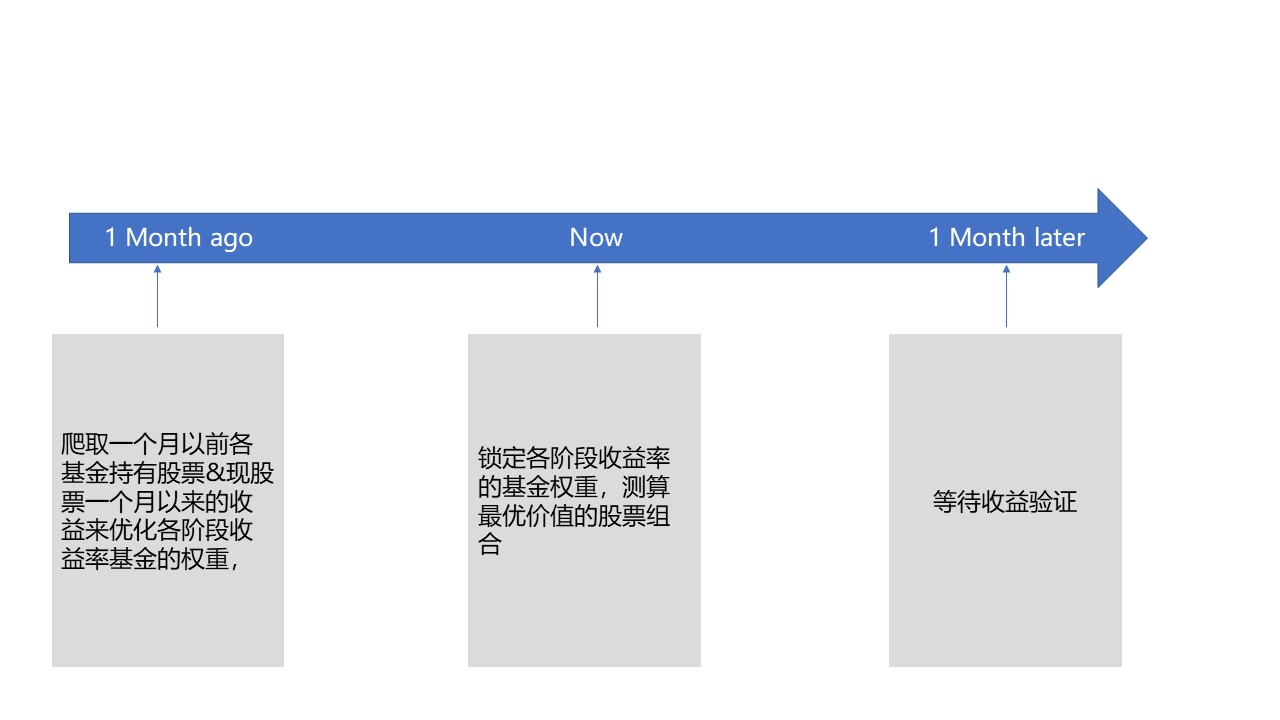 1 Month ago
Now
1 Month later
爬取一个月以前各
基金持有股票&现股
票一个月以来的收
益来优化各阶段收
益率基金的权重，
锁定各阶段收益率
的基金权重，测算
最优价值的股票组
合
等待收益验证